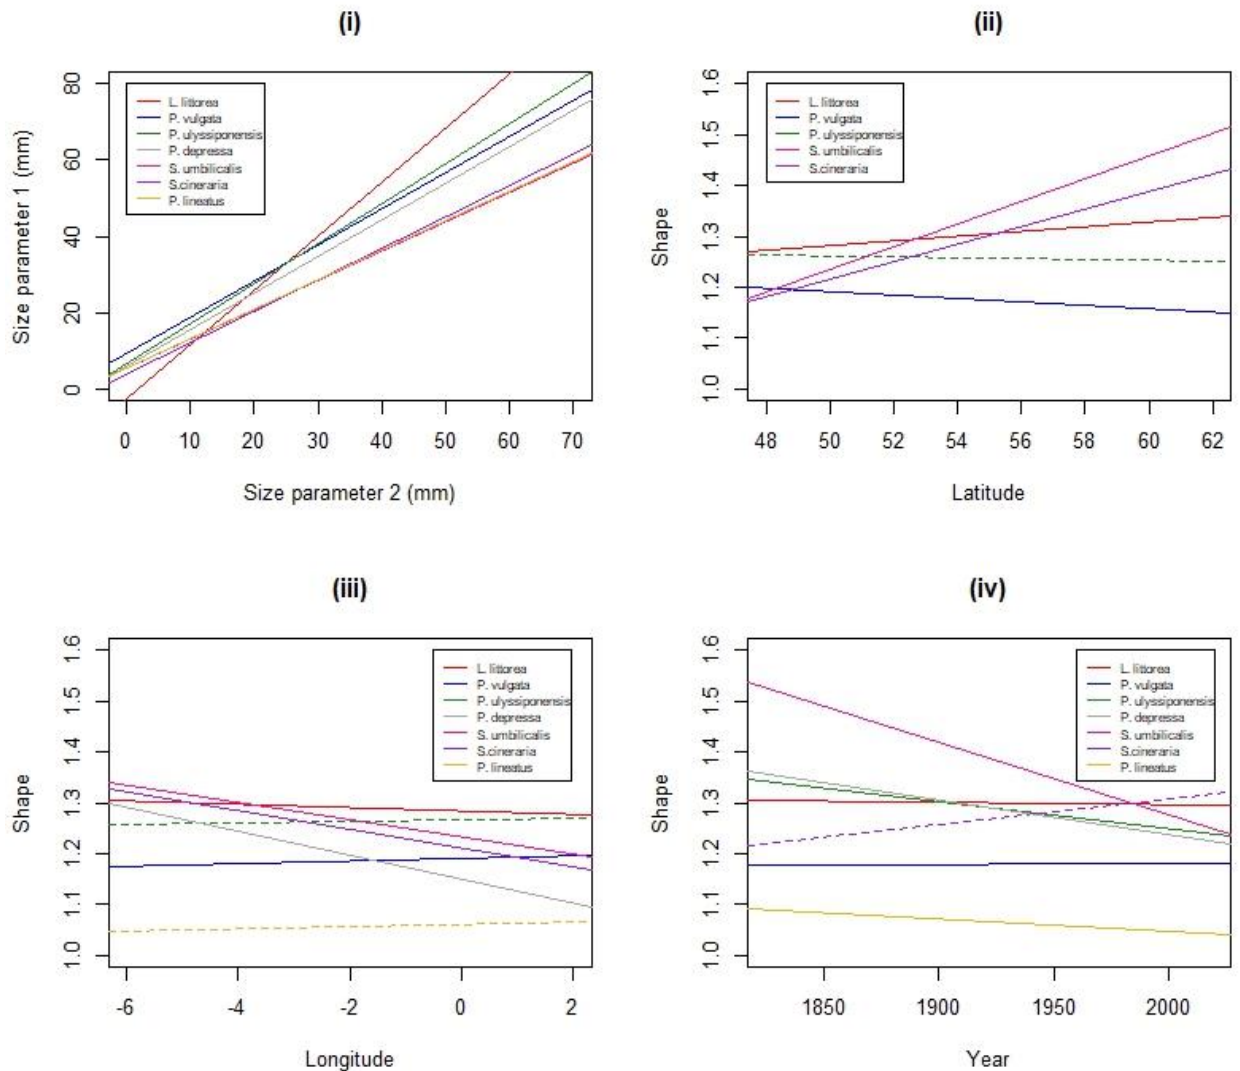 (i)
Size parameter 1 (mm)
80
60
40
20
0
L. littorea
P. vulgata
P. ulyssiponensis
P. depressa
S. umbilicalis
S.cineraria
P. lineatus
0 10 20 30 40 50 60 70
Size parameter 2 (mm)
(ii)
Shape
1.6
1.5
1.4
1.3
1.2
1.1
1.0
L. littorea
P. vulgata
P. ulyssiponensis
S. umbilicalis
S.cineraria
48 50 52 54 56 58 60 62
Latitude
(iii)
Shape
1.6
1.5
1.4
1.3
1.2
1.1
1.0
L. littorea
P. vulgata
P. ulyssiponensis
P. depressa
S. umbilicalis
S.cineraria
P. lineatus
-6 -4 -2 0 2
Longitude
(iv)
Shape
1.6
1.5
1.4
1.3
1.2
1.1
1.0
L. littorea
P. vulgata
P. ulyssiponensis
P. depressa
S. umbilicalis
S.cineraria
P. lineatus
1850 1900 1950 2000
Year